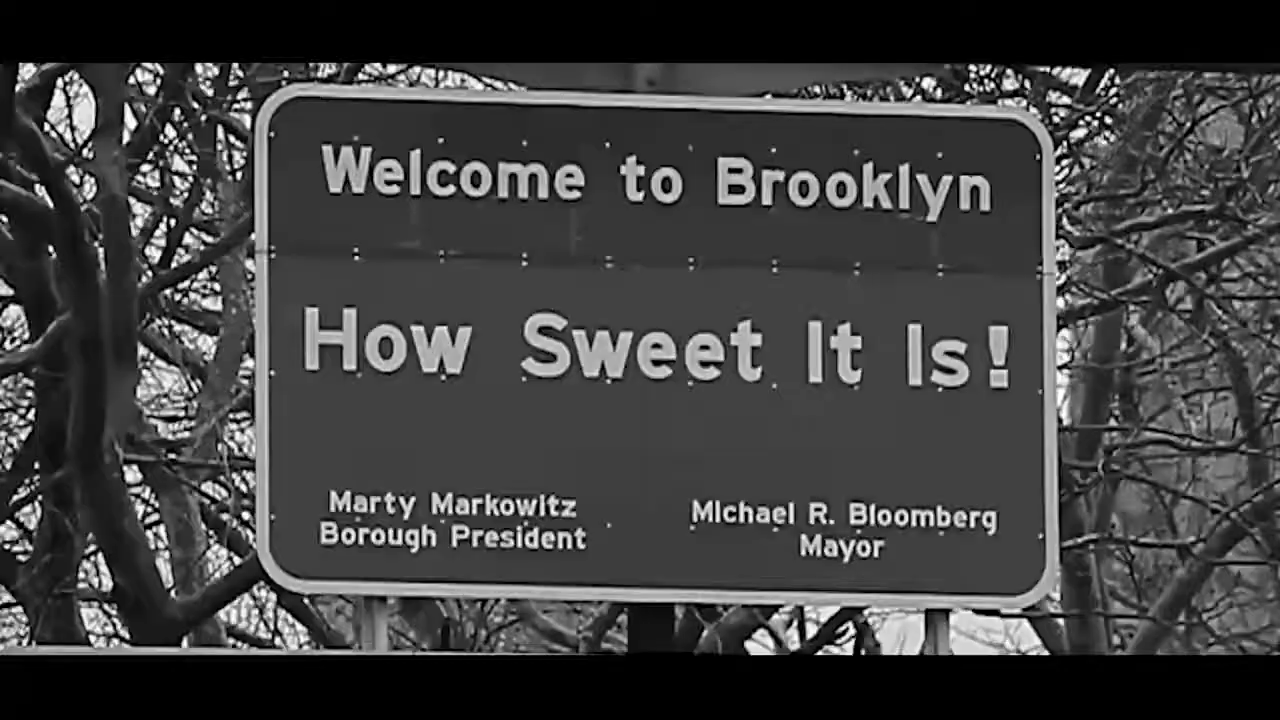 Welcome to Brooklyn
How Sweet It Is!
Marty Markowitz
Borough President
Michael R. Bloomberg
Mayor